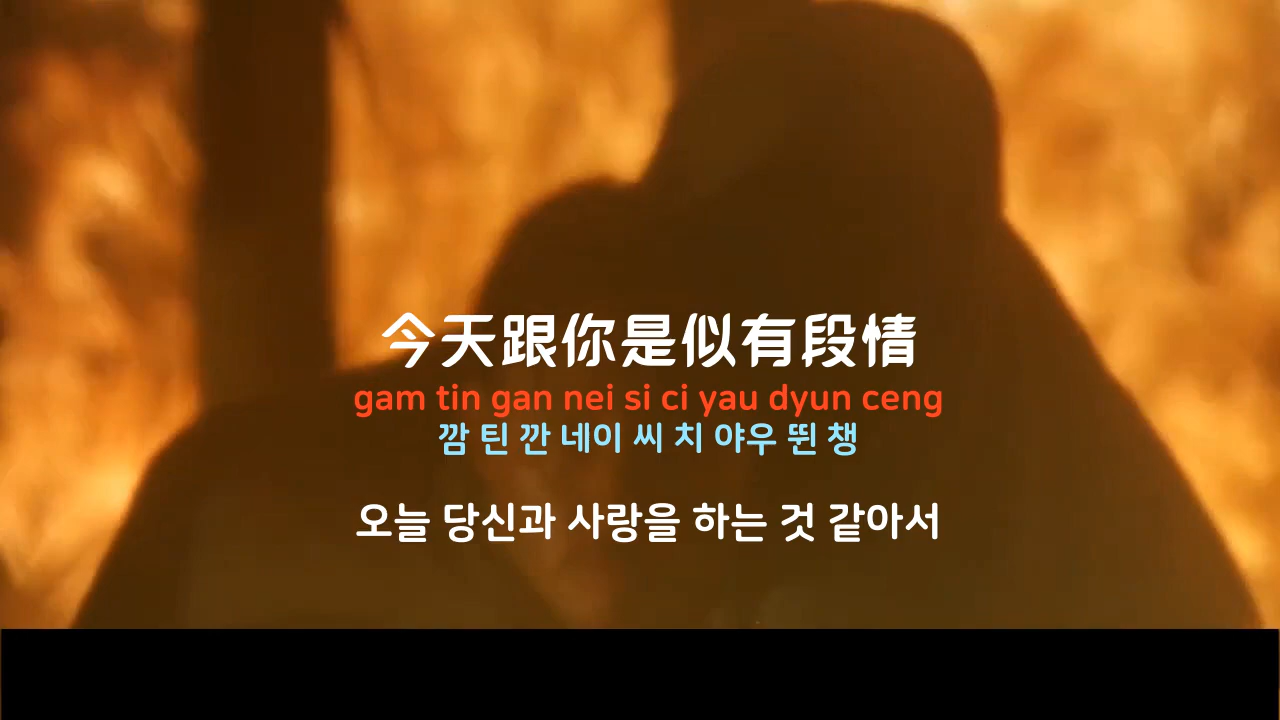 今天跟你是似有段情
gam tin gan nei si ci yau dyun ceng
깜 틴 깐 네이 씨 치 야우 뛴 챙
오늘 당신과 사랑을 하는 것 같아서